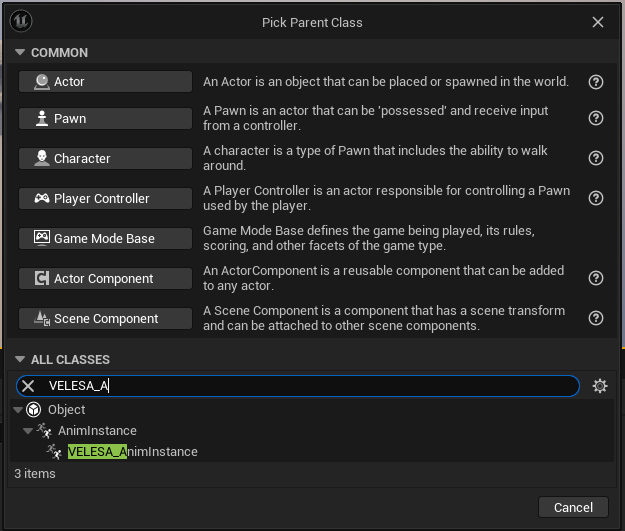 Pick Parent Class
COMMON
Actor
An Actor is an object that can be placed or spawned in the world.
Pawn
A Pawn is an actor that can be 'possessed' and receive input
from a controller.
Character
A character is a type of Pawn that includes the ability to walk
around.
Player Controller
A Player Controller is an actor responsible for controlling a Pawn
used by the player.
Game Mode Base
Game Mode Base defines the game being played, its rules,
scoring, and other facets of the game type.
Actor Component
An ActorComponent is a reusable component that can be added
to any actor.
Scene Component
A Scene Component is a component that has a scene transform
and can be attached to other scene components.
ALL CLASSES
VELESA_A
Object
AnimInstance
VELESA_AnimInstance
3 items
Cancel